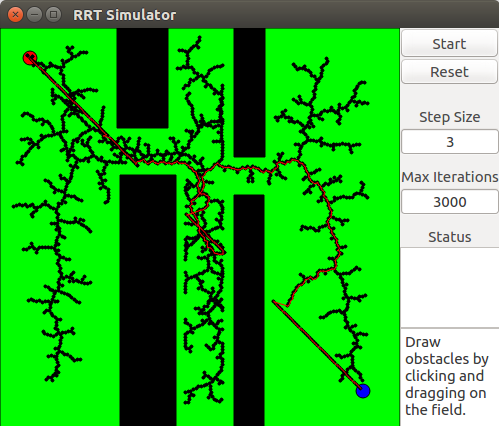 RRT Simulator
Start
Reset
Step Size
3
Max Iterations
3000
Status
Draw
obstacles by
clicking and
dragging on
the field.